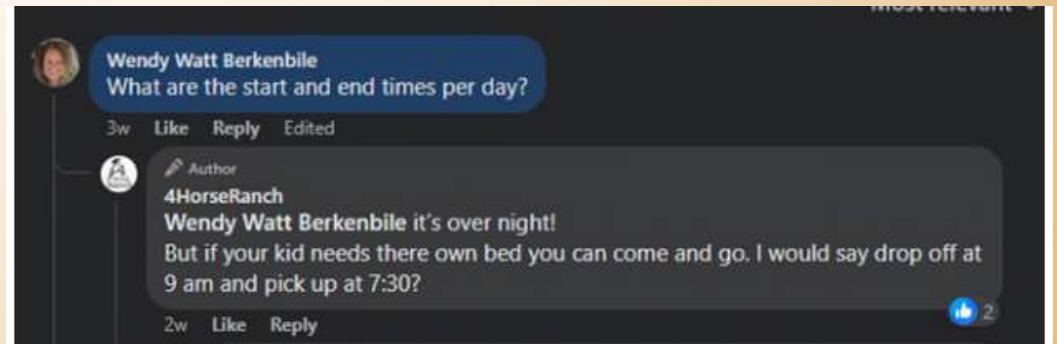 Most relevant
Wendy Watt Berkenbile
What are the start and end times per day?
3w Like Reply Edited
Author
4HorseRanch
Wendy Watt Berkenbile it's over night!
But if your kid needs there own bed you can come and go. I would say drop off at
9 am and pick up at 7:30?
2
2w Like Reply